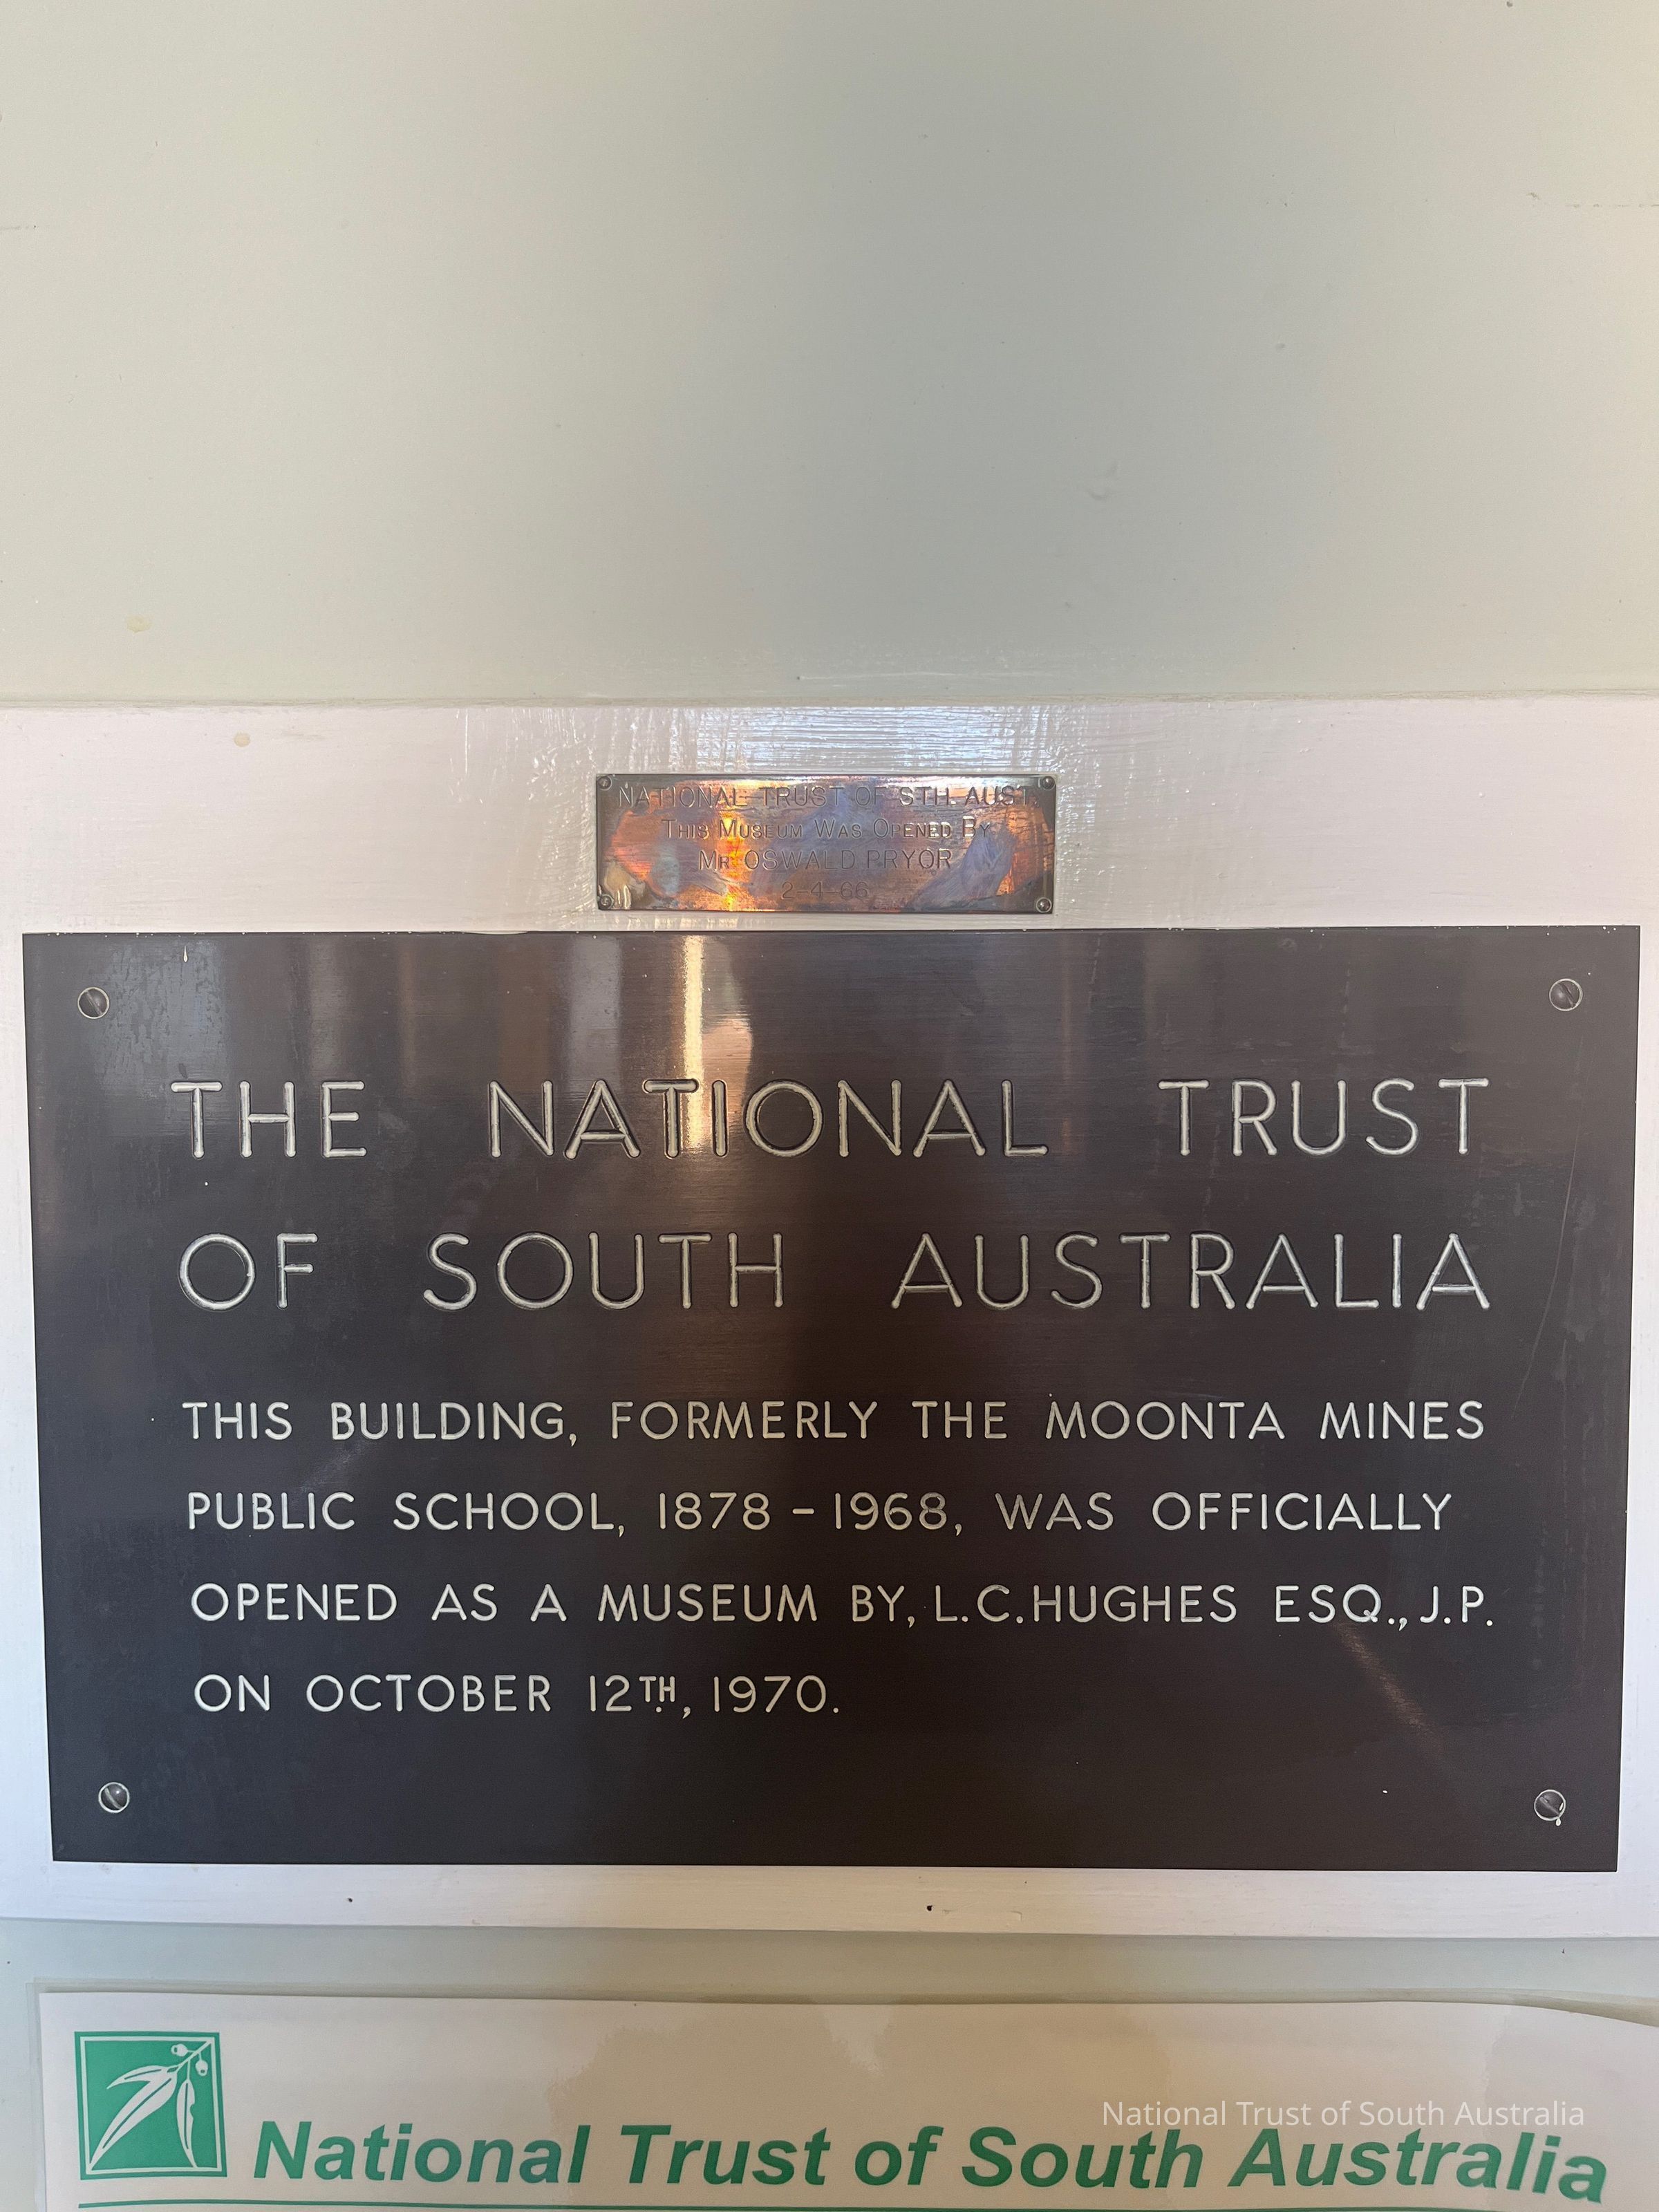 NATIONAL TRUST OF STH. AUST.
THIS MUSEUM WAS OPENED BY
MR OSWALD PRYOR
2-4-66
THE NATIONAL TRUST
OF SOUTH AUSTRALIA
THIS BUILDING, FORMERLY THE MOONTA MINES
PUBLIC SCHOOL, 1878 - 1968, WAS OFFICIALLY
OPENED AS A MUSEUM BY, L.C. HUGHES ESQ., J.P.
ON OCTOBER 12TH, 1970.
National Trust of South Australia
National Trust of South Australia